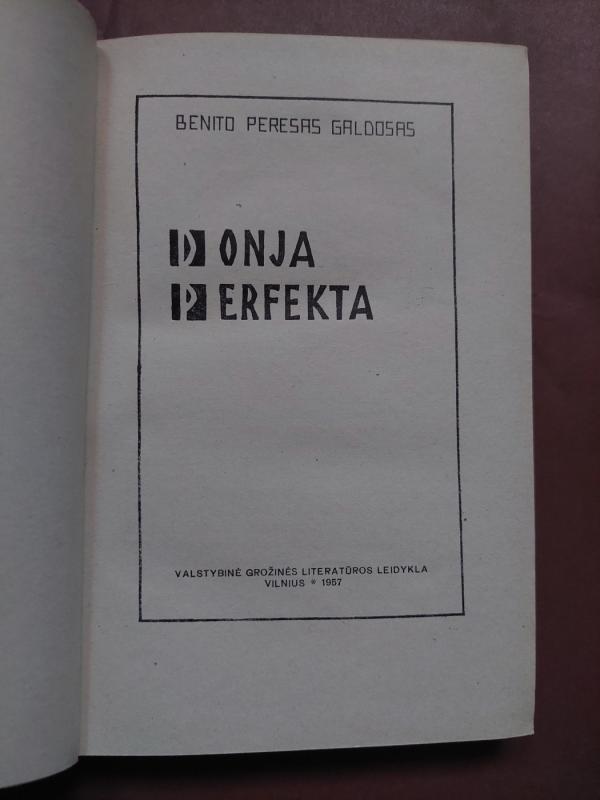 BENITO PERESAS GALDOSAS
DONJA
PERFEKTA
VALSTYBINĖ GROŽINĖS LITERATŪROS LEIDYKLA
VILNIUS * 1957